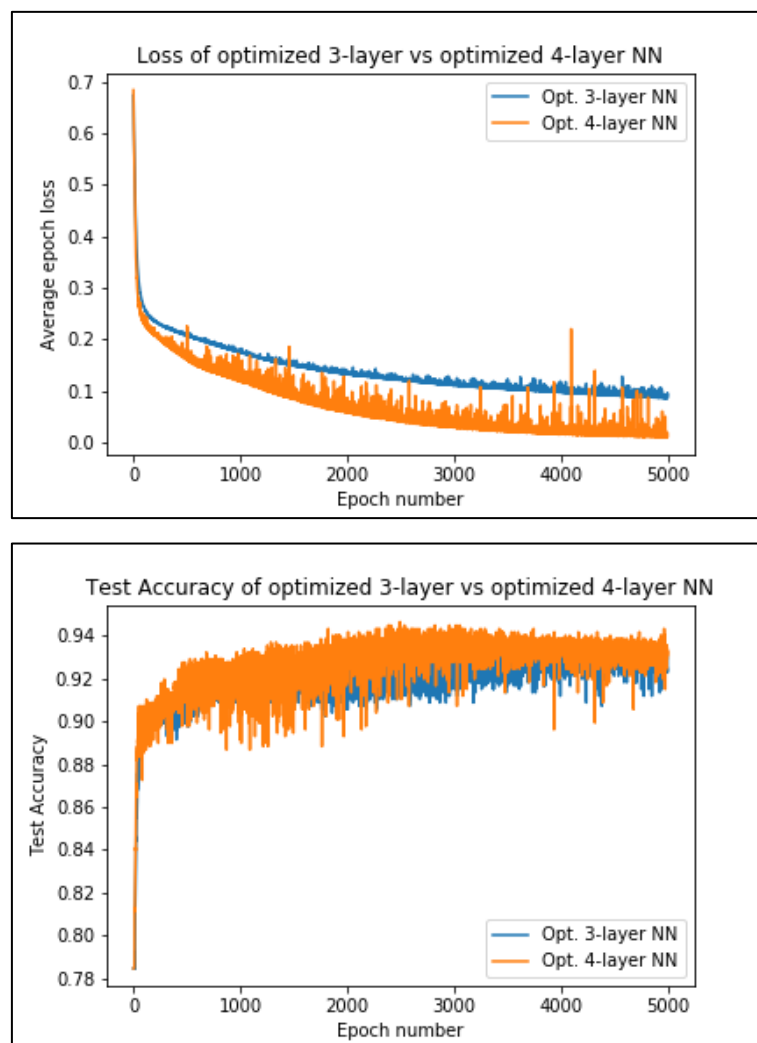 Loss of optimized 3-layer vs optimized 4-layer NN
0.7
0.6
0.5
0.4
0.3
0.2
0.1
0.0
Average epoch loss
Opt. 3-layer NN
Opt. 4-layer NN
0 1000 2000 3000 4000 5000
Epoch number
Test Accuracy of optimized 3-layer vs optimized 4-layer NN
0.94
0.92
0.90
0.88
0.86
0.84
0.82
0.80
0.78
Test Accuracy
Opt. 3-layer NN
Opt. 4-layer NN
0 1000 2000 3000 4000 5000
Epoch number